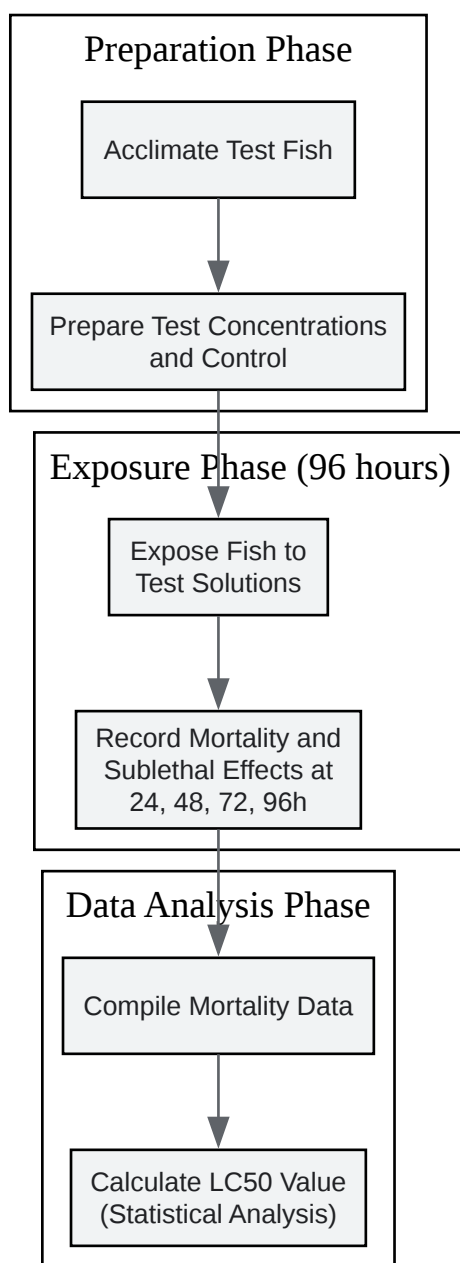 Preparation Phase
Acclimate Test Fish
Prepare Test Concentrations
and Control
Exposure Phase (96 hours)
Expose Fish to
Test Solutions
Record Mortality and
Sublethal Effects at
24, 48, 72, 96h
Data Analysis Phase
Compile Mortality Data
Calculate LC50 Value
(Statistical Analysis)